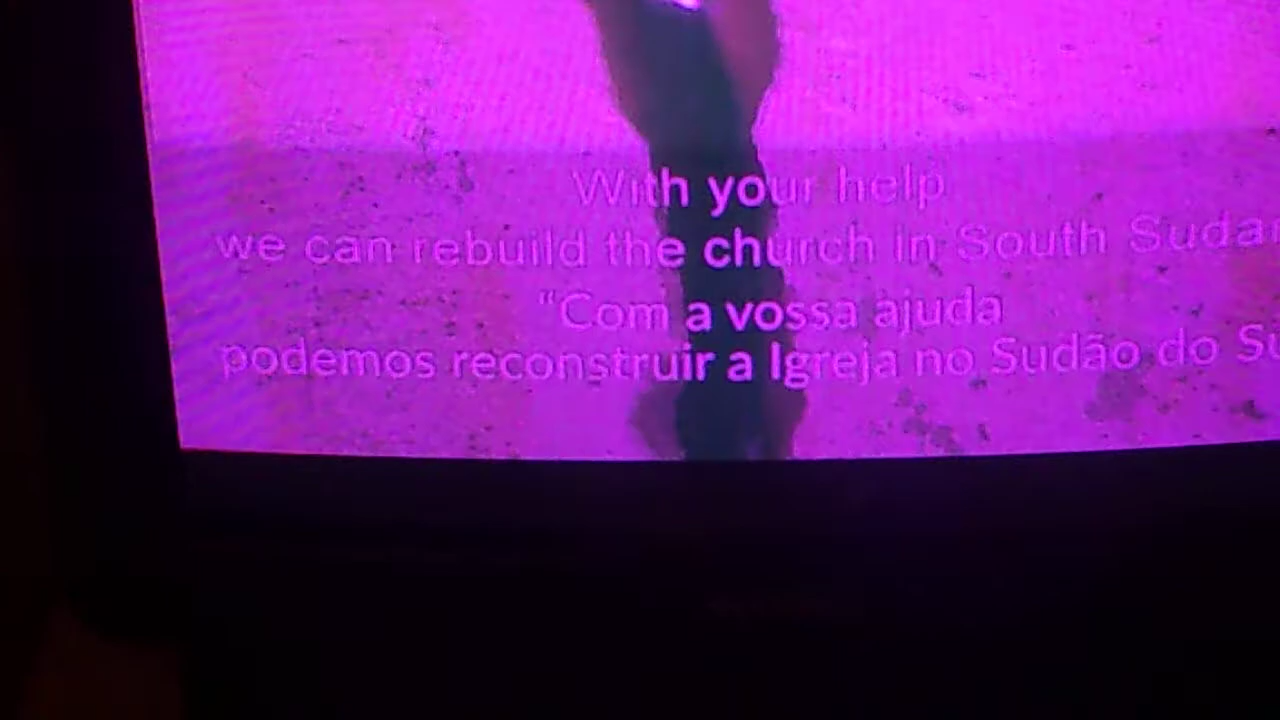 With your help
we can rebuild the church in South Sudan
“Com a vossa ajuda
podemos reconstruir a Igreja no Sudão do